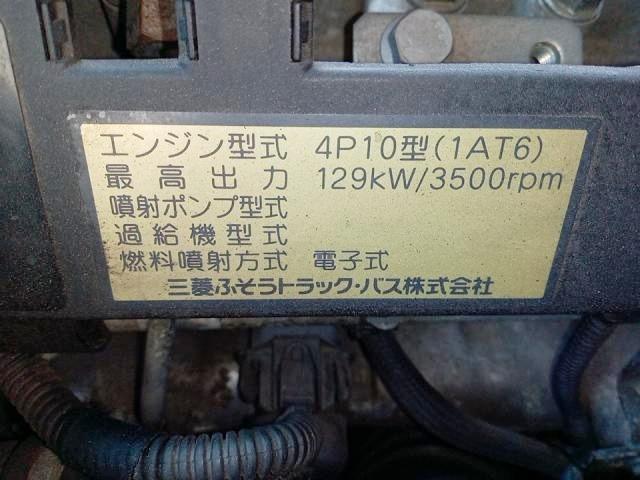 エンジン型式 4P10型(1AT6)
最高出力 129kW/3500rpm
噴射ポンプ型式
過給機型式
燃料噴射方式 電子式
三菱ふそうトラック・バス株式会社